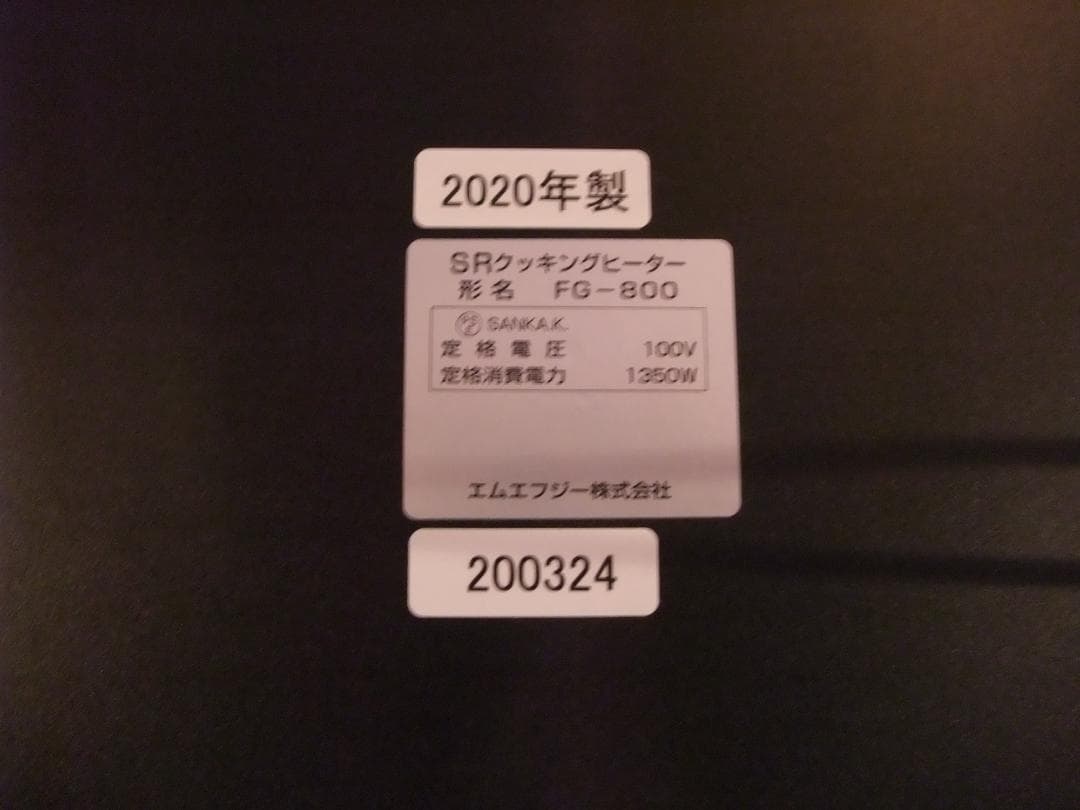 2020年製
SRクッキングヒーター
形名 FG-800
PSE SANKA.K.
定格電圧 100V
定格消費電力 1350W
エムエフジー株式会社
200324